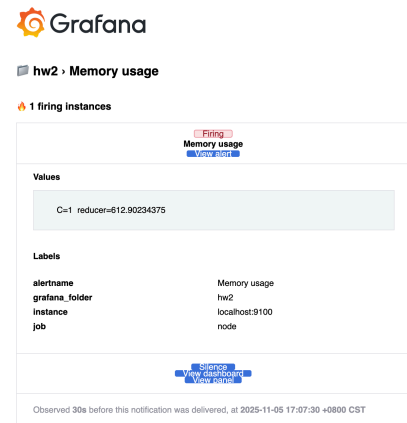 Grafana
hw2 › Memory usage
🔥 1 firing instances
Firing
Memory usage
View alert
Values
C=1 reducer=612.90234375
Labels
alertname Memory usage
grafana_folder hw2
instance localhost:9100
job node
Silence
View dashboard
View panel
Observed 30s before this notification was delivered, at 2025-11-05 17:07:30 +0800 CST